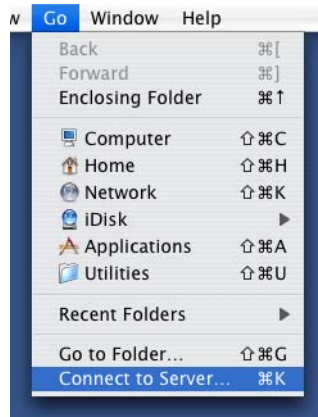 w Go Window Help
Back ⌘[
Forward ⌘]
Enclosing Folder ⌘↑
Computer ⇧⌘C
Home ⇧⌘H
Network ⇧⌘K
iDisk ▶
Applications ⇧⌘A
Utilities ⇧⌘U
Recent Folders ▶
Go to Folder... ⇧⌘G
Connect to Server... ⌘K